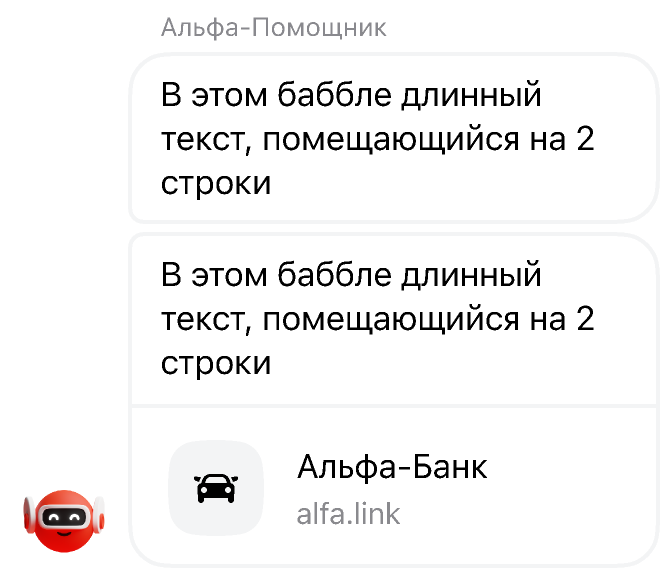 Альфа-Помощник
В этом баббле длинный
текст, помещающийся на 2
строки
В этом баббле длинный
текст, помещающийся на 2
строки
Альфа-Банк
alfa.link